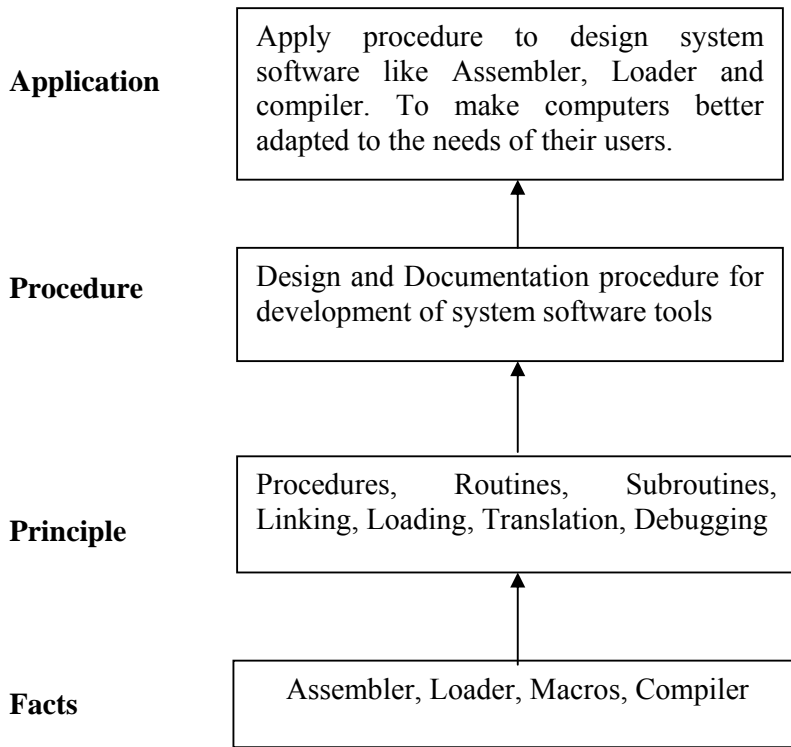 Application
Apply procedure to design system
software like Assembler, Loader and
compiler. To make computers better
adapted to the needs of their users.
Procedure
Design and Documentation procedure for
development of system software tools
Principle
Procedures, Routines, Subroutines,
Linking, Loading, Translation, Debugging
Facts
Assembler, Loader, Macros, Compiler